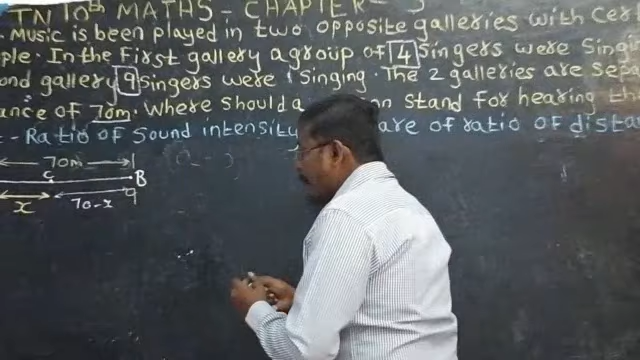 TN 10th MATHS - CHAPTER - 3
Music is been played in two opposite galleries with cer
ple. In the First gallery a group of 4 Singers were Singi
ond gallery 9 Singers were Singing. The 2 galleries are sepa
ance of 70m. Where should a on stand for hearing th
- Ratio of Sound intensity are of ratio of dista
70m
C B
x 70-x 9